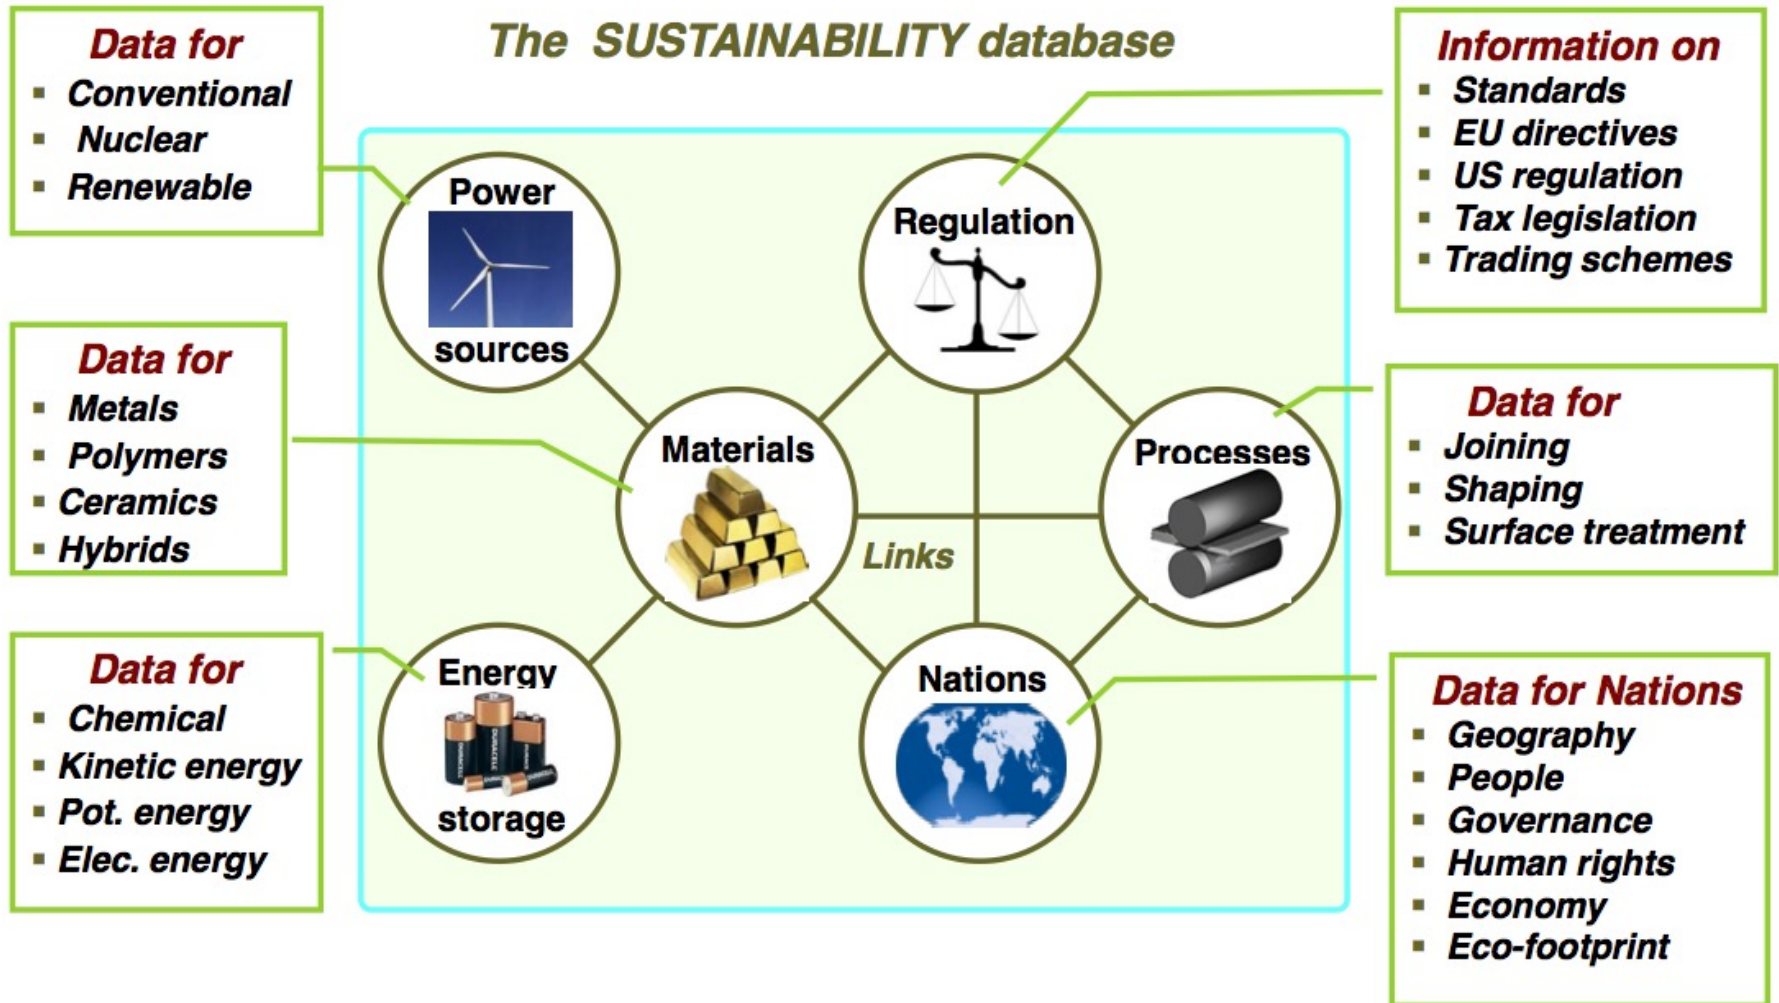 The SUSTAINABILITY database
Data for
Conventional
Nuclear
Renewable
Data for
Metals
Polymers
Ceramics
Hybrids
Data for
Chemical
Kinetic energy
Pot. energy
Elec. energy
Power
sources
Regulation
Materials
Processes
Links
Energy
DURACELL
DURACELL
storage
Nations
Information on
Standards
EU directives
US regulation
Tax legislation
Trading schemes
Data for
Joining
Shaping
Surface treatment
Data for Nations
Geography
People
Governance
Human rights
Economy
Eco-footprint